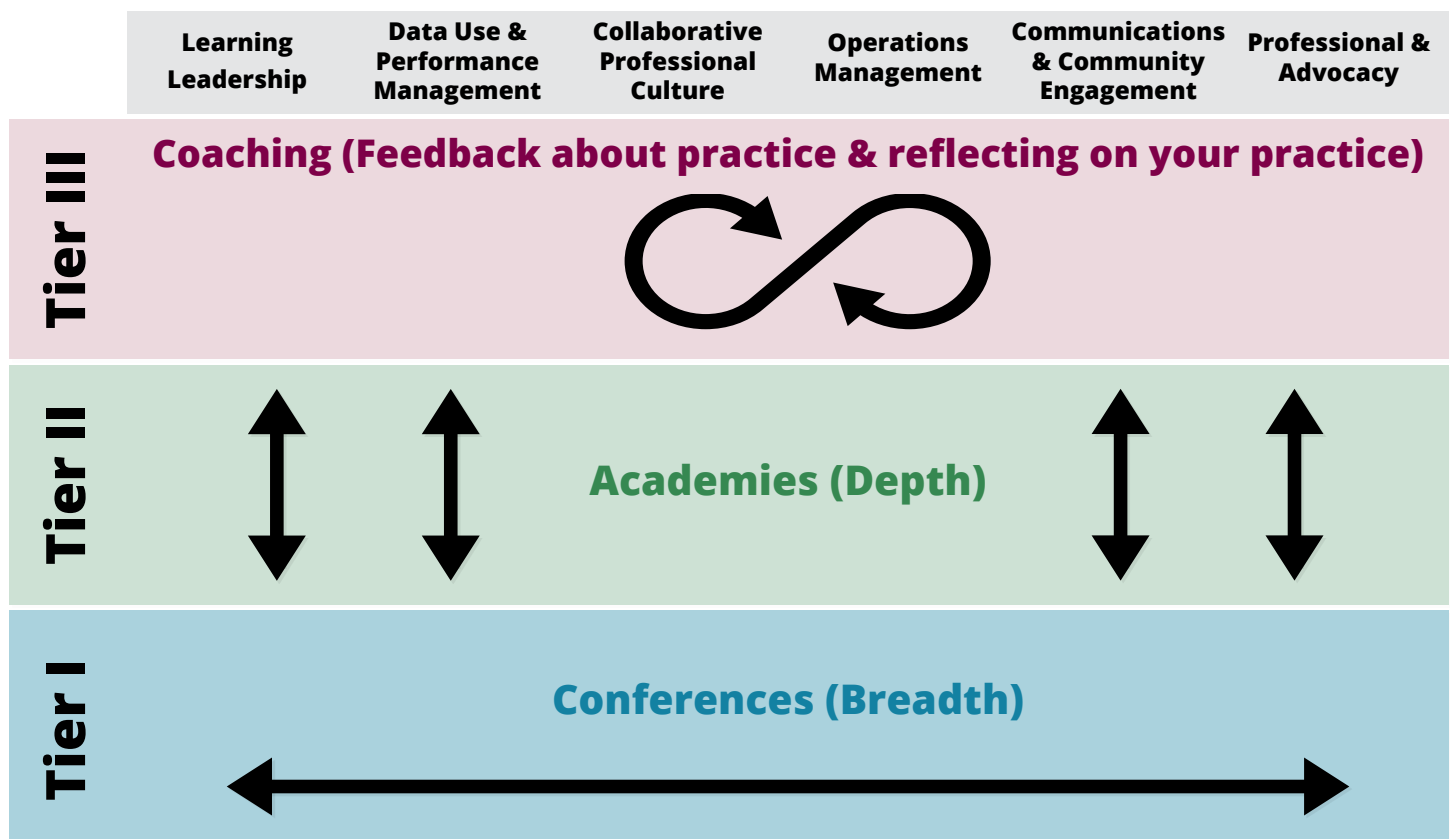 Learning
Leadership
Data Use &
Performance
Management
Collaborative
Professional
Culture
Operations
Management
Communications
& Community
Engagement
Professional &
Advocacy
Tier III
Coaching (Feedback about practice & reflecting on your practice)
Tier II
Academies (Depth)
Tier I
Conferences (Breadth)